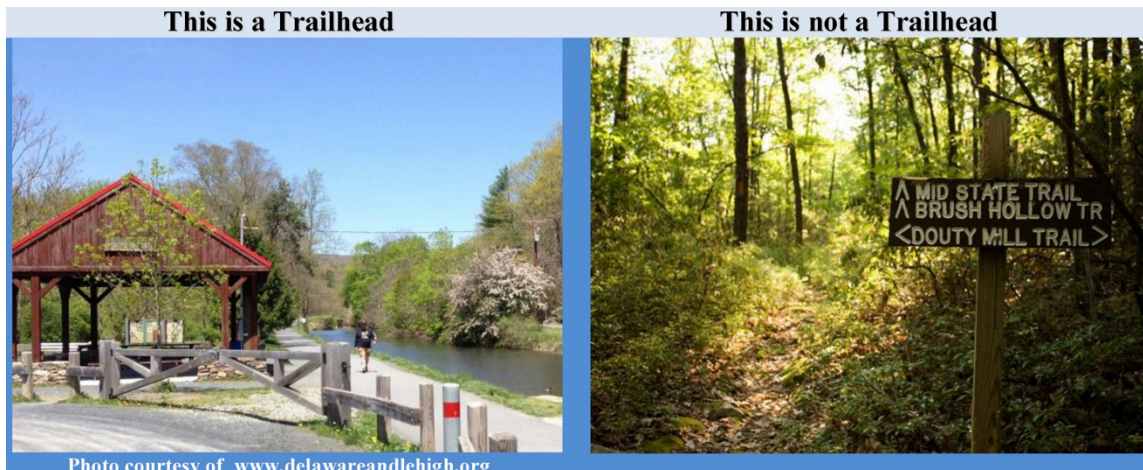 This is a Trailhead
This is not a Trailhead
^ MID STATE TRAIL
^ BRUSH HOLLOW TR
<DOUTY MILL TRAIL>
Photo courtesy of www.delawareandlehigh.org